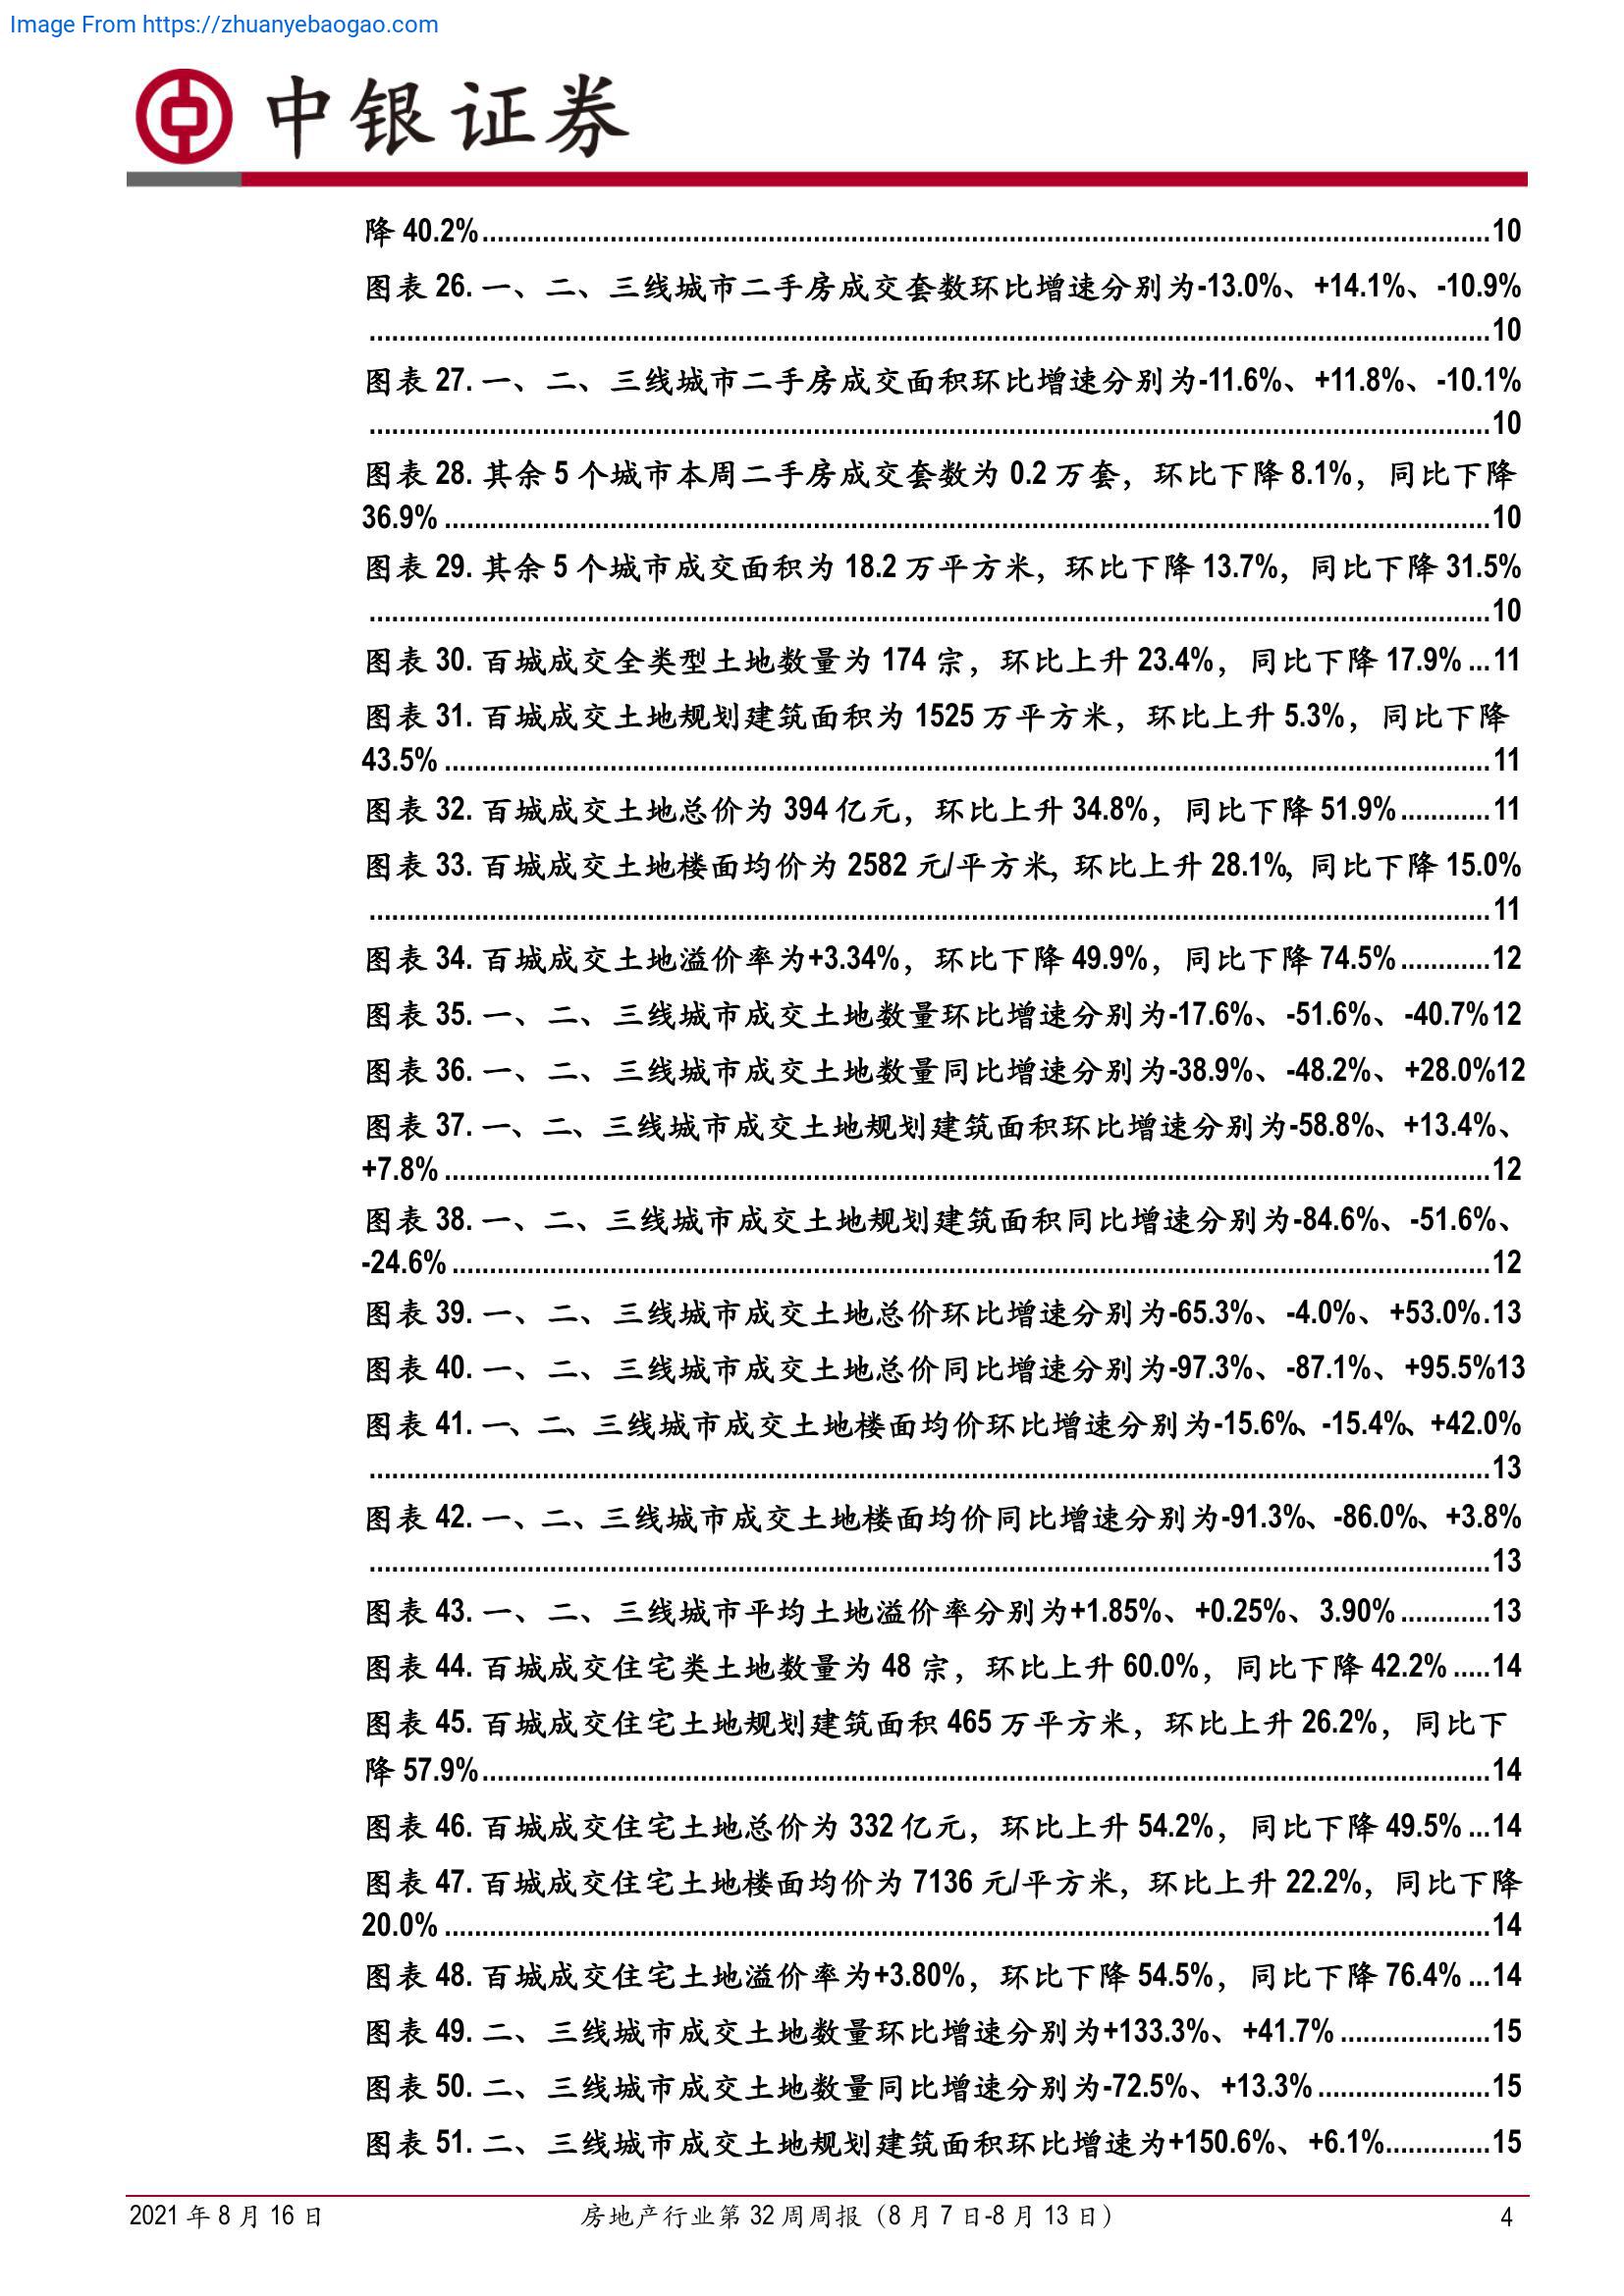 Image From https://zhuanyebaogao.com
中银证券
降 40.2%........................................10
图表 26. 一、二、三线城市二手房成交套数环比增速分别为-13.0%、+14.1%、-10.9%
........................................10
图表 27. 一、二、三线城市二手房成交面积环比增速分别为-11.6%、+11.8%、-10.1%
........................................10
图表 28. 其余 5 个城市本周二手房成交套数为 0.2 万套，环比下降 8.1%，同比下降
36.9% ........................................10
图表 29. 其余 5 个城市成交面积为 18.2 万平方米，环比下降 13.7%，同比下降 31.5%
........................................10
图表 30. 百城成交全类型土地数量为 174 宗，环比上升 23.4%，同比下降 17.9% ...11
图表 31. 百城成交土地规划建筑面积为 1525 万平方米，环比上升 5.3%，同比下降
43.5% ........................................11
图表 32. 百城成交土地总价为 394 亿元，环比上升 34.8%，同比下降 51.9%............11
图表 33. 百城成交土地楼面均价为 2582 元/平方米，环比上升 28.1%，同比下降 15.0%
........................................11
图表 34. 百城成交土地溢价率为+3.34%，环比下降 49.9%，同比下降 74.5%............12
图表 35. 一、二、三线城市成交土地数量环比增速分别为-17.6%、-51.6%、-40.7%12
图表 36. 一、二、三线城市成交土地数量同比增速分别为-38.9%、-48.2%、+28.0%12
图表 37. 一、二、三线城市成交土地规划建筑面积环比增速分别为-58.8%、+13.4%、
+7.8% ........................................12
图表 38. 一、二、三线城市成交土地规划建筑面积同比增速分别为-84.6%、-51.6%、
-24.6% ........................................12
图表 39. 一、二、三线城市成交土地总价环比增速分别为-65.3%、-4.0%、+53.0%.13
图表 40. 一、二、三线城市成交土地总价同比增速分别为-97.3%、-87.1%、+95.5%13
图表 41. 一、二、三线城市成交土地楼面均价环比增速分别为-15.6%、-15.4%、+42.0%
........................................13
图表 42. 一、二、三线城市成交土地楼面均价同比增速分别为-91.3%、-86.0%、+3.8%
........................................13
图表 43. 一、二、三线城市平均土地溢价率分别为+1.85%、+0.25%、3.90%............13
图表 44. 百城成交住宅类土地数量为 48 宗，环比上升 60.0%，同比下降 42.2% .....14
图表 45. 百城成交住宅土地规划建筑面积 465 万平方米，环比上升 26.2%，同比下
降 57.9%........................................14
图表 46. 百城成交住宅土地总价为 332 亿元，环比上升 54.2%，同比下降 49.5% ...14
图表 47. 百城成交住宅土地楼面均价为 7136 元/平方米，环比上升 22.2%，同比下降
20.0% ........................................14
图表 48. 百城成交住宅土地溢价率为+3.80%，环比下降 54.5%，同比下降 76.4% ...14
图表 49. 二、三线城市成交土地数量环比增速分别为+133.3%、+41.7% ....................15
图表 50. 二、三线城市成交土地数量同比增速分别为-72.5%、+13.3%.......................15
图表 51. 二、三线城市成交土地规划建筑面积环比增速为+150.6%、+6.1%..............15
2021 年 8 月 16 日 房地产行业第 32 周周报（8 月 7 日-8 月 13 日） 4